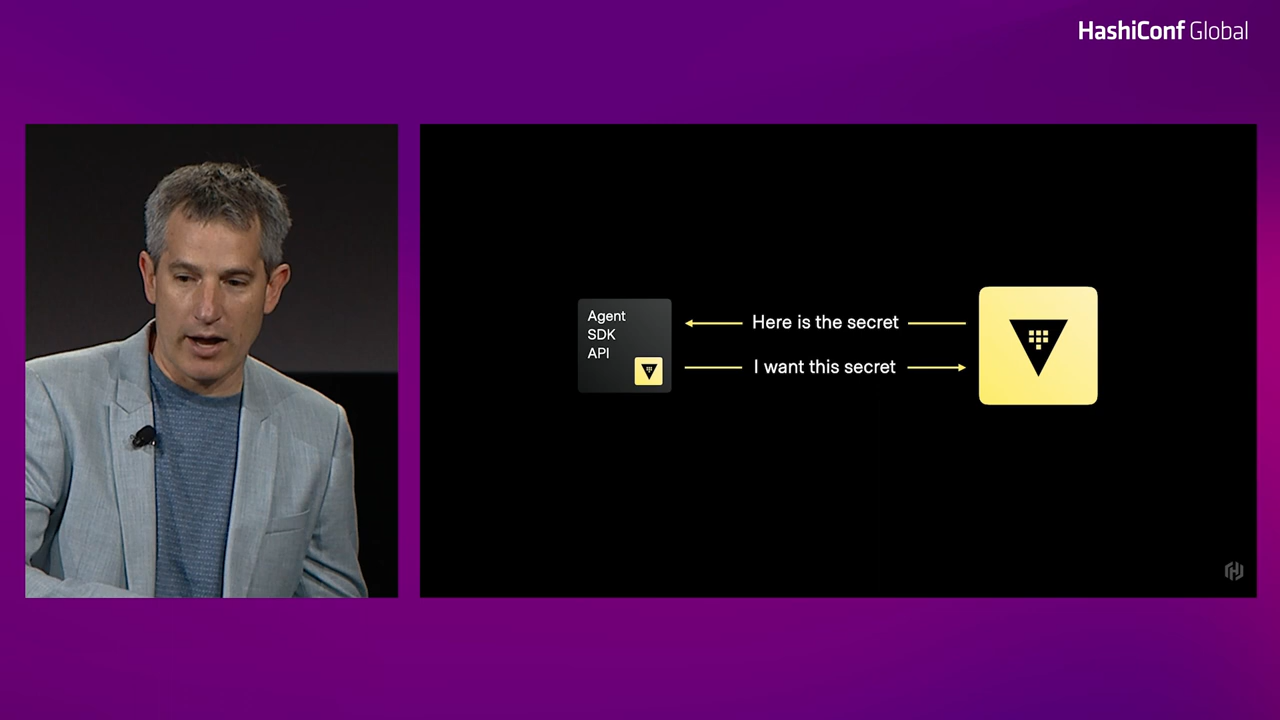 HashiConf Global
Agent
SDK
API
Here is the secret
I want this secret